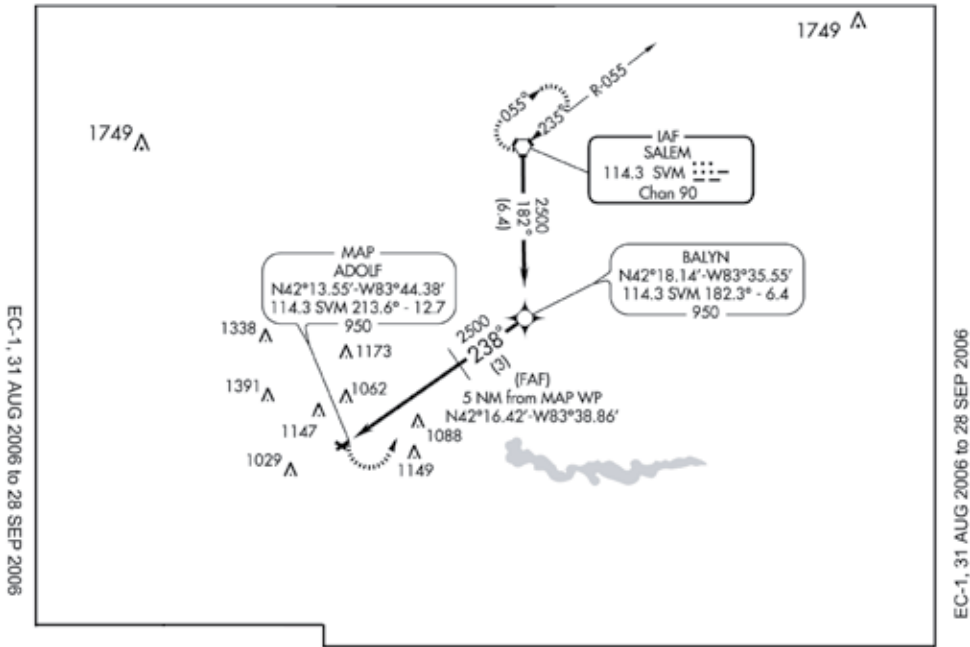 1749
1749
055°
235°
R-055
IAF
SALEM
114.3 SVM
Chan 90
2500
182°
(6.4)
MAP
ADOLF
N42°13.55'-W83°44.38'
114.3 SVM 213.6° - 12.7
950
BALYN
N42°18.14'-W83°35.55'
114.3 SVM 182.3° - 6.4
950
2500
238°
(3)
(FAF)
5 NM from MAP WP
N42°16.42'-W83°38.86'
1338
1173
1391
1062
1147
1088
1029
1149
EC-1, 31 AUG 2006 to 28 SEP 2006
EC-1, 31 AUG 2006 to 28 SEP 2006